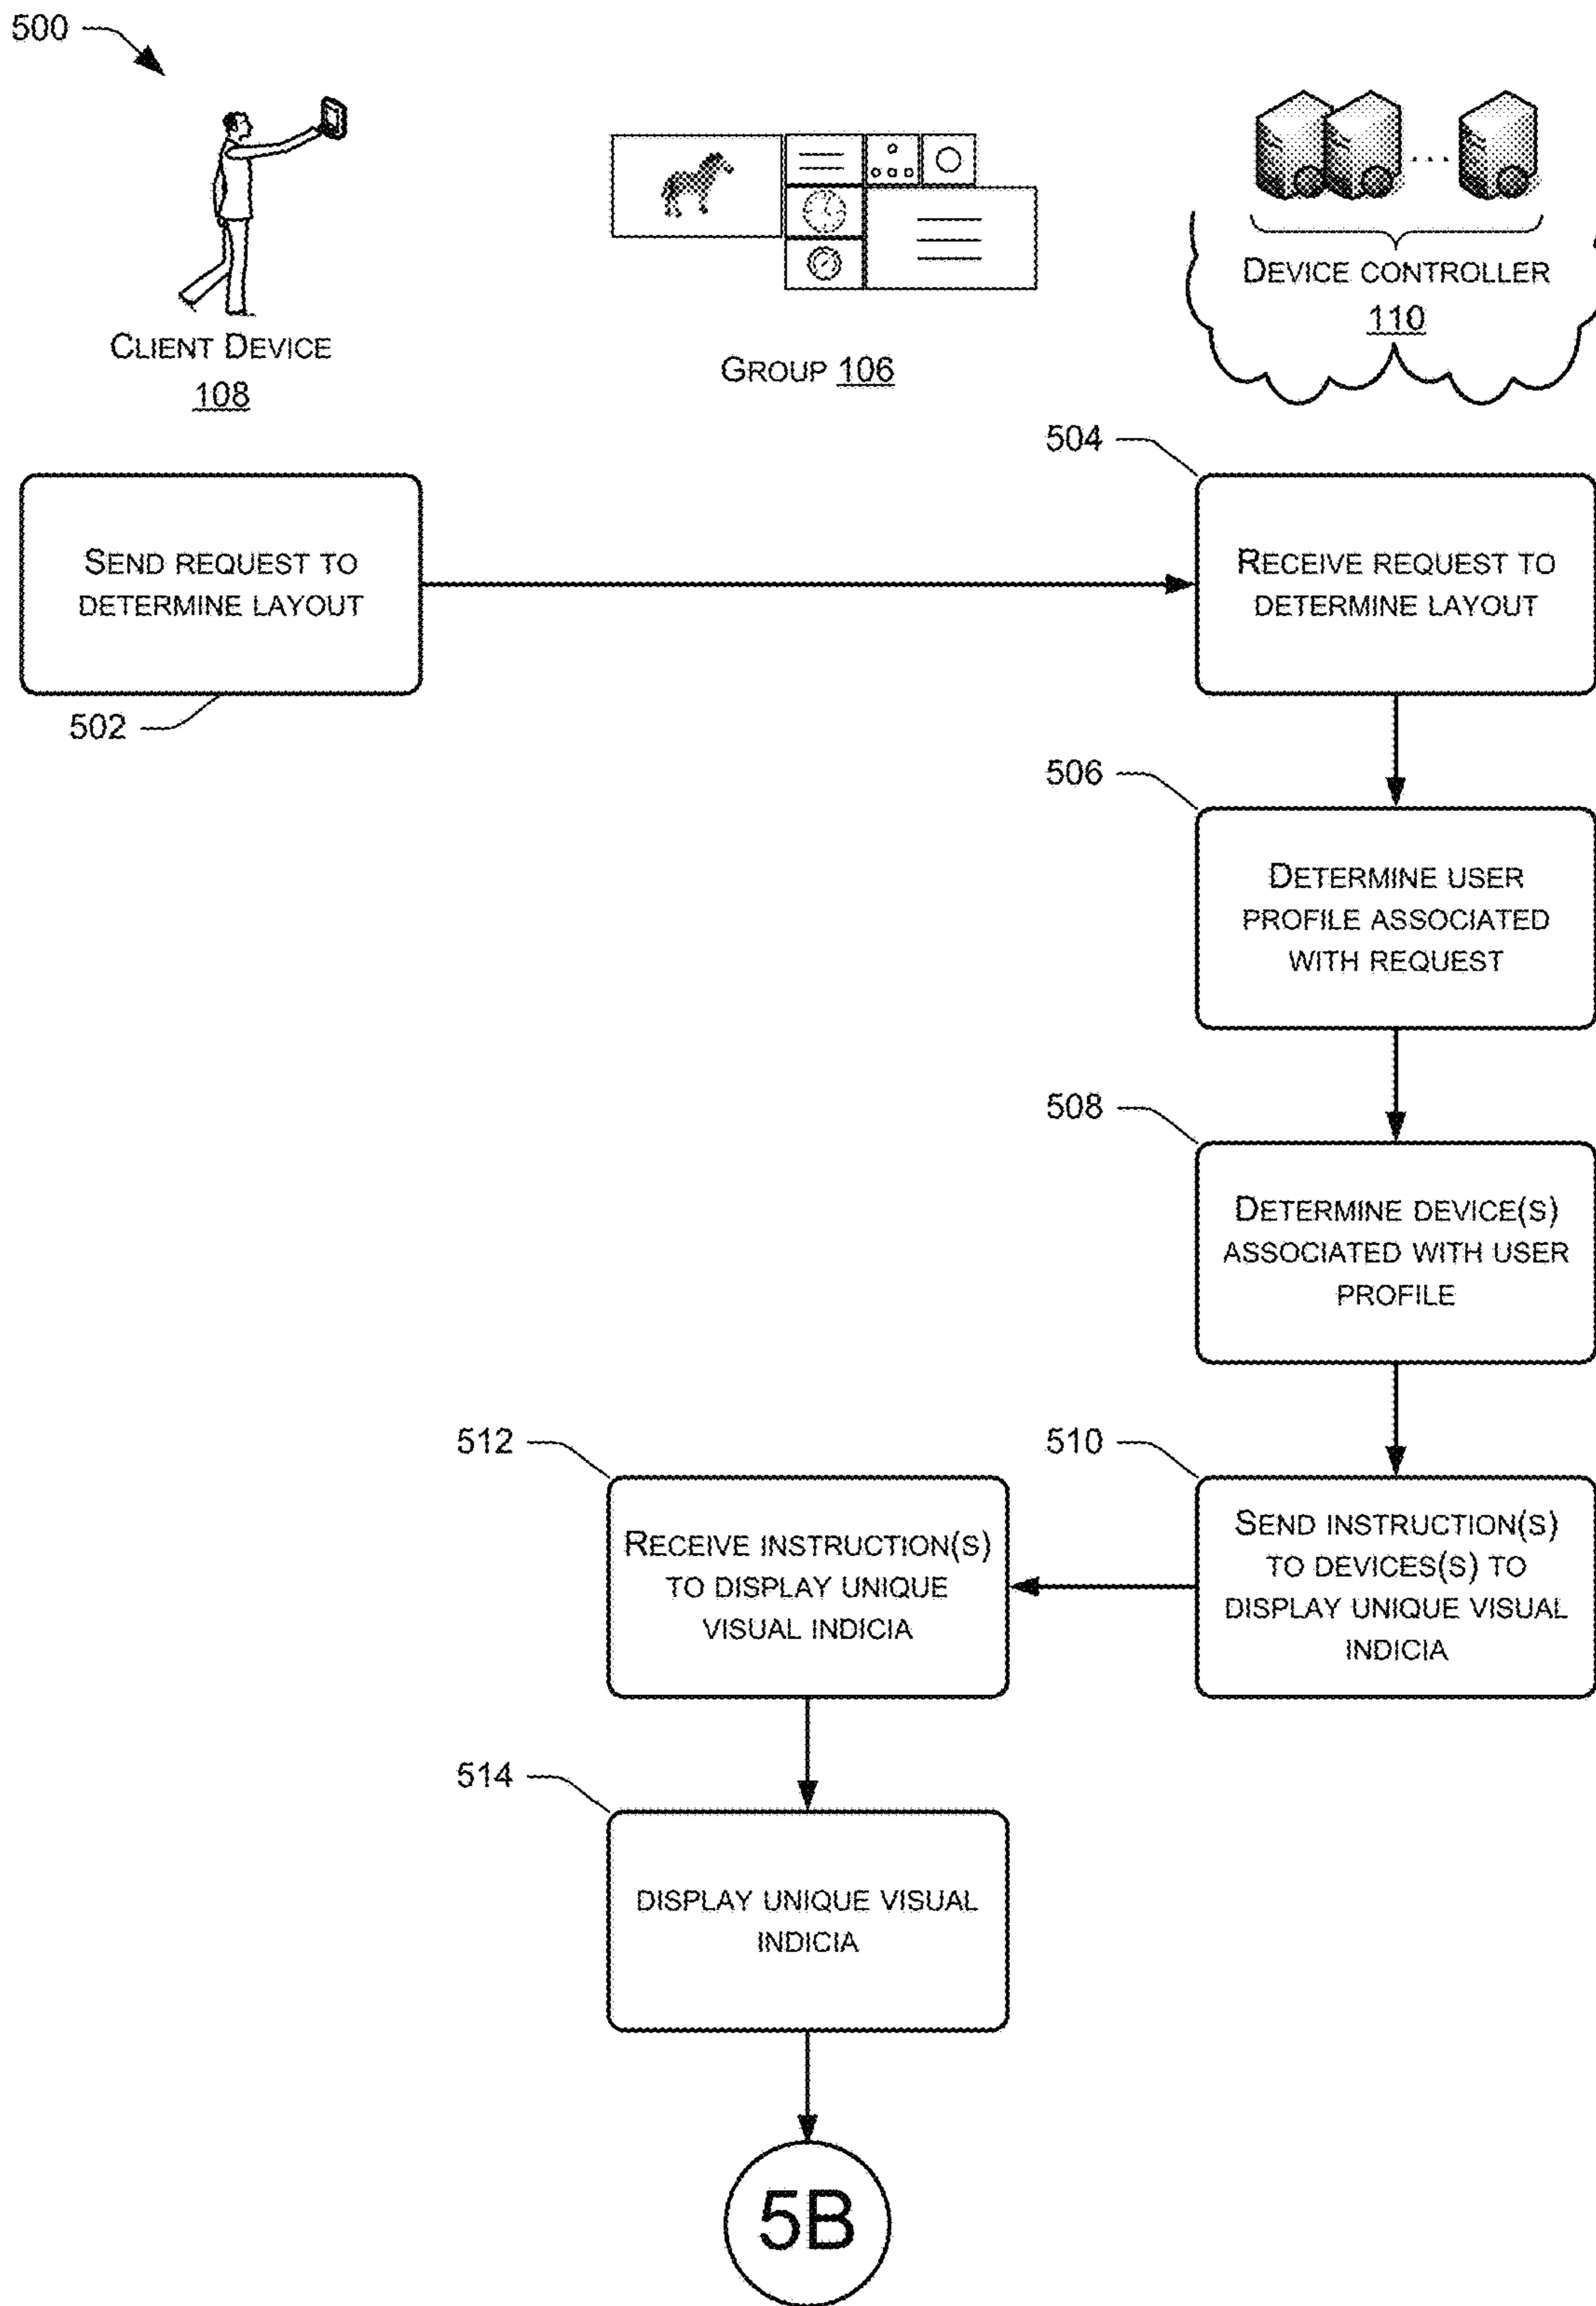 500
CLIENT DEVICE
108
GROUP 106
DEVICE CONTROLLER
110
SEND REQUEST TO
DETERMINE LAYOUT
502
504
RECEIVE REQUEST TO
DETERMINE LAYOUT
506
DETERMINE USER
PROFILE ASSOCIATED
WITH REQUEST
508
DETERMINE DEVICE(S)
ASSOCIATED WITH USER
PROFILE
510
SEND INSTRUCTION(S)
TO DEVICES(S) TO
DISPLAY UNIQUE VISUAL
INDICIA
512
RECEIVE INSTRUCTION(S)
TO DISPLAY UNIQUE
VISUAL INDICIA
514
DISPLAY UNIQUE VISUAL
INDICIA
5B